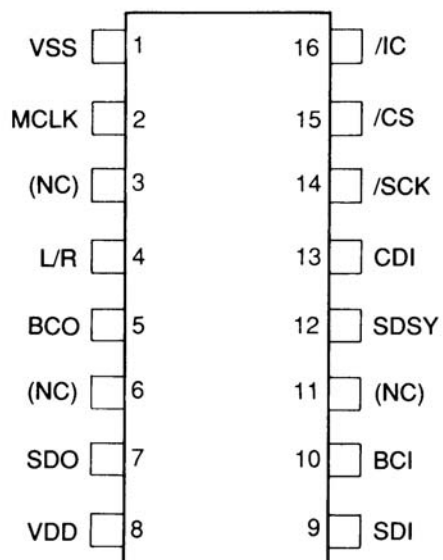 VSS 1 16 /IC
MCLK 2 15 /CS
(NC) 3 14 /SCK
L/R 4 13 CDI
BCO 5 12 SDSY
(NC) 6 11 (NC)
SDO 7 10 BCI
VDD 8 9 SDI